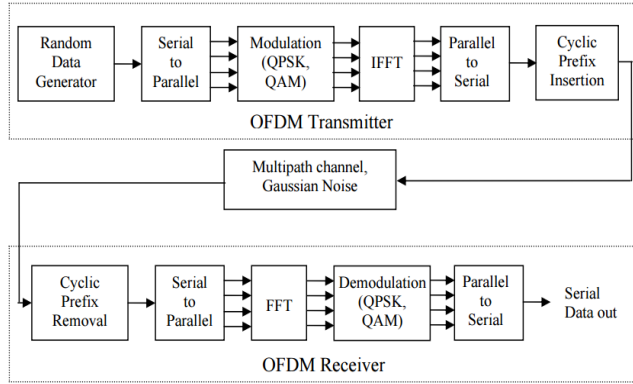 Random
Data
Generator
Serial
to
Parallel
Modulation
(QPSK,
QAM)
IFFT
Parallel
to
Serial
Cyclic
Prefix
Insertion
OFDM Transmitter
Multipath channel,
Gaussian Noise
Cyclic
Prefix
Removal
Serial
to
Parallel
FFT
Demodulation
(QPSK,
QAM)
Parallel
to
Serial
Serial
Data out
OFDM Receiver